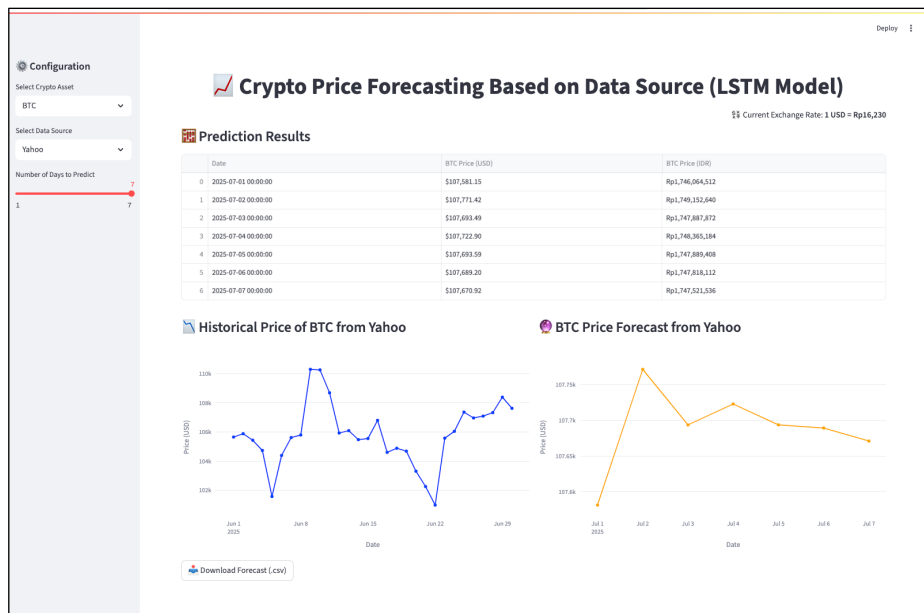 Deploy
Configuration
Select Crypto Asset
BTC
Select Data Source
Yahoo
Number of Days to Predict
7
1 7
Crypto Price Forecasting Based on Data Source (LSTM Model)
Current Exchange Rate: 1 USD = Rp16,230
Prediction Results
Date BTC Price (USD) BTC Price (IDR)
0 2025-07-01 00:00:00 $107,581.15 Rp1,746,064,512
1 2025-07-02 00:00:00 $107,771.42 Rp1,749,152,640
2 2025-07-03 00:00:00 $107,693.49 Rp1,747,887,872
3 2025-07-04 00:00:00 $107,722.90 Rp1,748,365,184
4 2025-07-05 00:00:00 $107,693.59 Rp1,747,889,408
5 2025-07-06 00:00:00 $107,689.20 Rp1,747,818,112
6 2025-07-07 00:00:00 $107,670.92 Rp1,747,521,536
Historical Price of BTC from Yahoo
110k
108k
106k
104k
102k
Price (USD)
Jun 1 Jun 8 Jun 15 Jun 22 Jun 29
2025
Date
BTC Price Forecast from Yahoo
107.75k
107.7k
107.65k
107.6k
Price (USD)
Jul 1 Jul 2 Jul 3 Jul 4 Jul 5 Jul 6 Jul 7
2025
Date
Download Forecast (.csv)